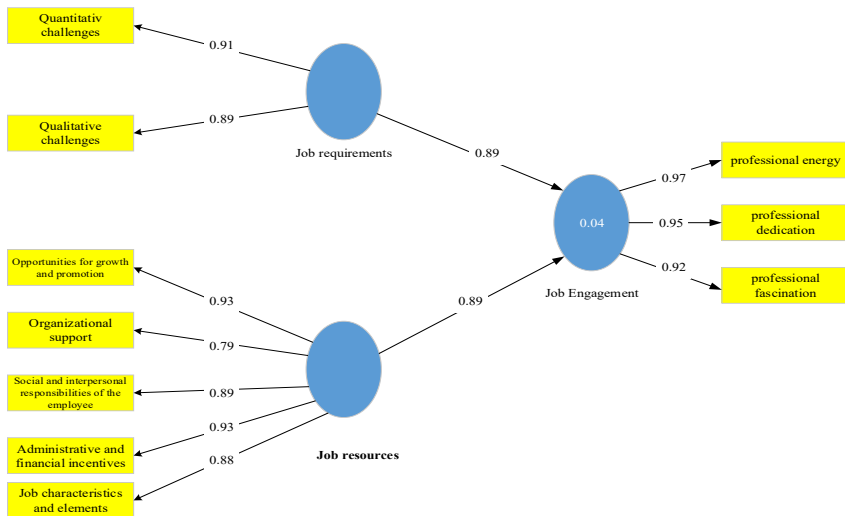 Quantitativ
challenges
0.91
0.89
Qualitative
challenges
Job requirements
0.89
professional energy
0.97
professional
dedication
0.95
0.04
0.92
professional
fascination
Job Engagement
Opportunities for growth
and promotion
0.93
Organizational
support
0.79
0.89
Social and interpersonal
responsibilities of the
employee
0.89
0.93
Administrative and
financial incentives
0.88
Job resources
Job characteristics
and elements